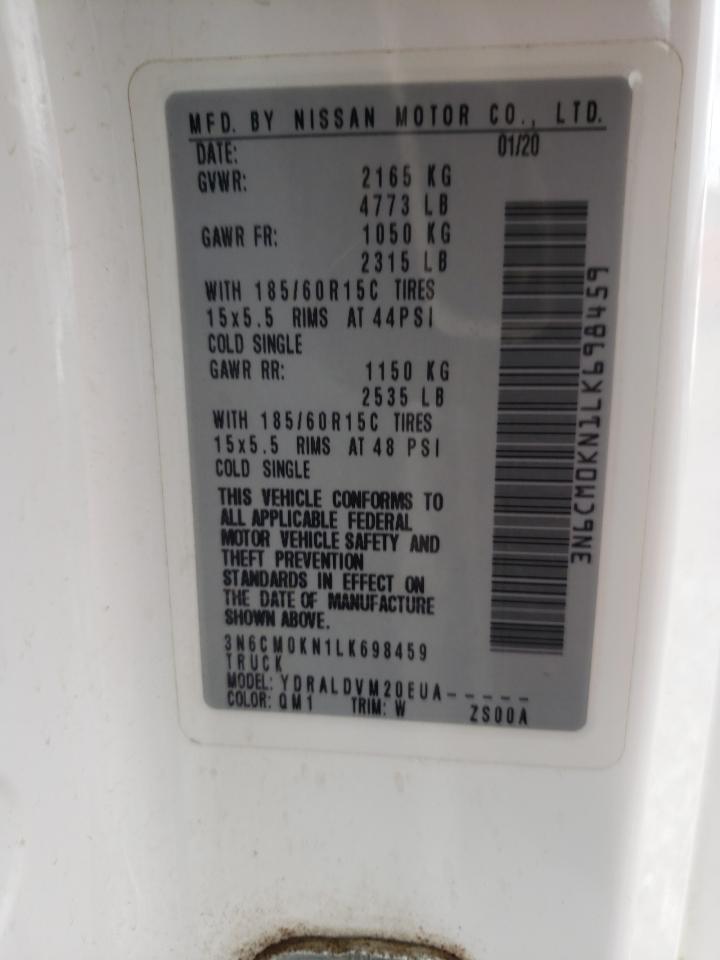 MFD. BY NISSAN MOTOR CO., LTD.
DATE: 01/20
GVWR: 2165 KG
4773 LB
GAWR FR: 1050 KG
2315 LB
WITH 185/60R15C TIRES
15x5.5 RIMS AT 44PSI
COLD SINGLE
GAWR RR: 1150 KG
2535 LB
WITH 185/60R15C TIRES
15x5.5 RIMS AT 48 PSI
COLD SINGLE
THIS VEHICLE CONFORMS TO
ALL APPLICABLE FEDERAL
MOTOR VEHICLE SAFETY AND
THEFT PREVENTION
STANDARDS IN EFFECT ON
THE DATE OF MANUFACTURE
SHOWN ABOVE.
3N6CM0KN1LK698459
TRUCK
MODEL: YDRALDVM20EUA-----
COLOR: QM1 TRIM: W ZS00A
3N6CM0KN1LK698459